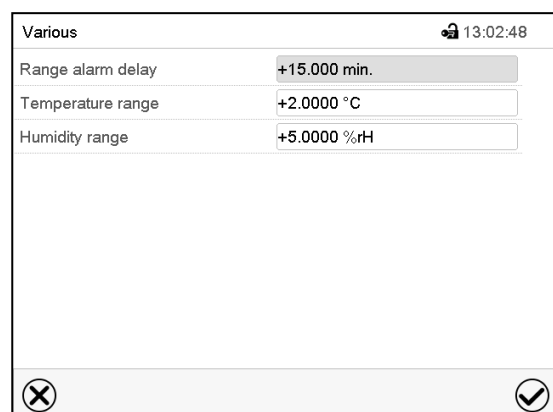 Various 13:02:48
Range alarm delay +15.000 min.
Temperature range +2.0000 °C
Humidity range +5.0000 %rH